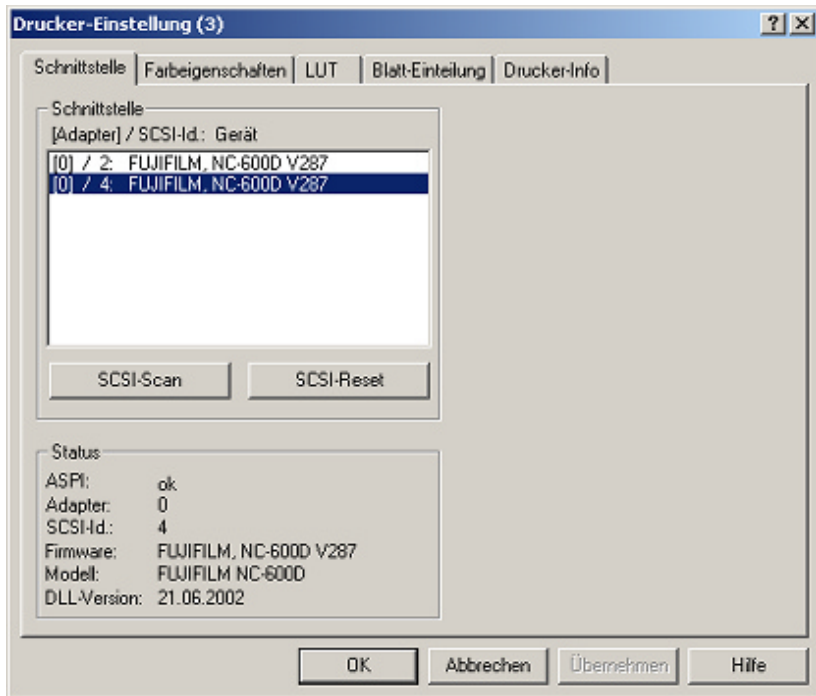 Drucker-Einstellung (3)
Schnittstelle Farbeigenschaften LUT Blatt-Einteilung Drucker-Info
Schnittstelle
[Adapter] / SCSI-Id.: Gerät
[0] / 2: FUJIFILM, NC-600D V287
[0] / 4: FUJIFILM, NC-600D V287
SCSI-Scan SCSI-Reset
Status
ASPI: ok
Adapter: 0
SCSI-Id.: 4
Firmware: FUJIFILM, NC-600D V287
Modell: FUJIFILM NC-600D
DLL-Version: 21.06.2002
OK Abbrechen Übernehmen Hilfe